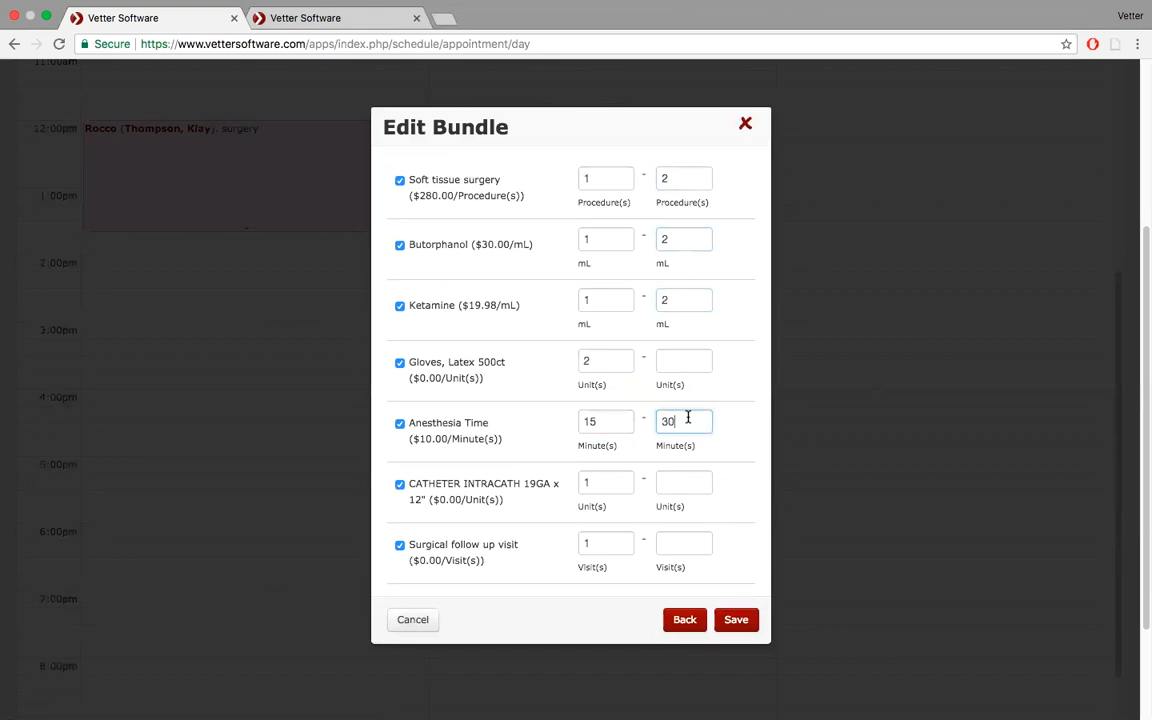 Vetter Software
Vetter Software
Vetter
Secure
https://www.vettersoftware.com/apps/index.php/schedule/appointment/day
11:00am
12:00pm
Rocco (Thompson, Klay). surgery
1:00pm
2:00pm
3:00pm
4:00pm
5:00pm
6:00pm
7:00pm
8:00pm
Edit Bundle
Soft tissue surgery
($280.00/Procedure(s))
1 - 2
Procedure(s) Procedure(s)
Butorphanol ($30.00/mL)
1 - 2
mL mL
Ketamine ($19.98/mL)
1 - 2
mL mL
Gloves, Latex 500ct
($0.00/Unit(s))
2 -
Unit(s) Unit(s)
Anesthesia Time
($10.00/Minute(s))
15 - 30
Minute(s) Minute(s)
CATHETER INTRACATH 19GA x
12" ($0.00/Unit(s))
1 -
Unit(s) Unit(s)
Surgical follow up visit
($0.00/Visit(s))
1 -
Visit(s) Visit(s)
Cancel
Back
Save